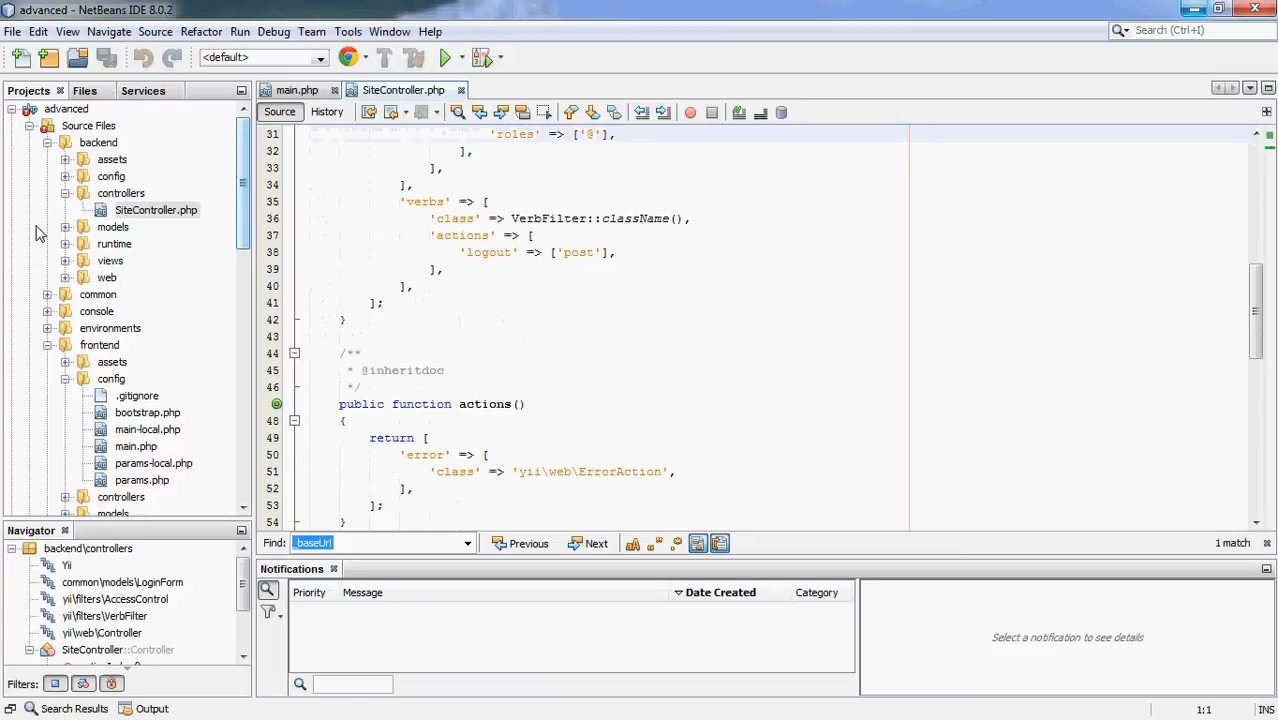 advanced - NetBeans IDE 8.0.2
File Edit View Navigate Source Refactor Run Debug Team Tools Window Help
Search (Ctrl+I)
<default>
Projects Files Services
advanced
Source Files
backend
assets
config
controllers
SiteController.php
models
runtime
views
web
common
console
environments
frontend
assets
config
.gitignore
bootstrap.php
main-local.php
main.php
params-local.php
params.php
controllers
models
Navigator
backend\controllers
Yii
common\models\LoginForm
yii\filters\AccessControl
yii\filters\VerbFilter
yii\web\Controller
SiteController::Controller
Filters:
main.php SiteController.php
Source History
31 'roles' => ['@'],
32 ],
33 ],
34 ],
35 'verbs' => [
36 'class' => VerbFilter::className(),
37 'actions' => [
38 'logout' => ['post'],
39 ],
40 ],
41 ];
42 }
43
44 /**
45 * @inheritdoc
46 */
public function actions()
48 {
49 return [
50 'error' => [
51 'class' => 'yii\web\ErrorAction',
52 ],
53 ];
54 }
Find: _baseUrl Previous Next 1 match
Notifications
Priority Message Date Created Category
Select a notification to see details
Search Results Output 1:1 INS